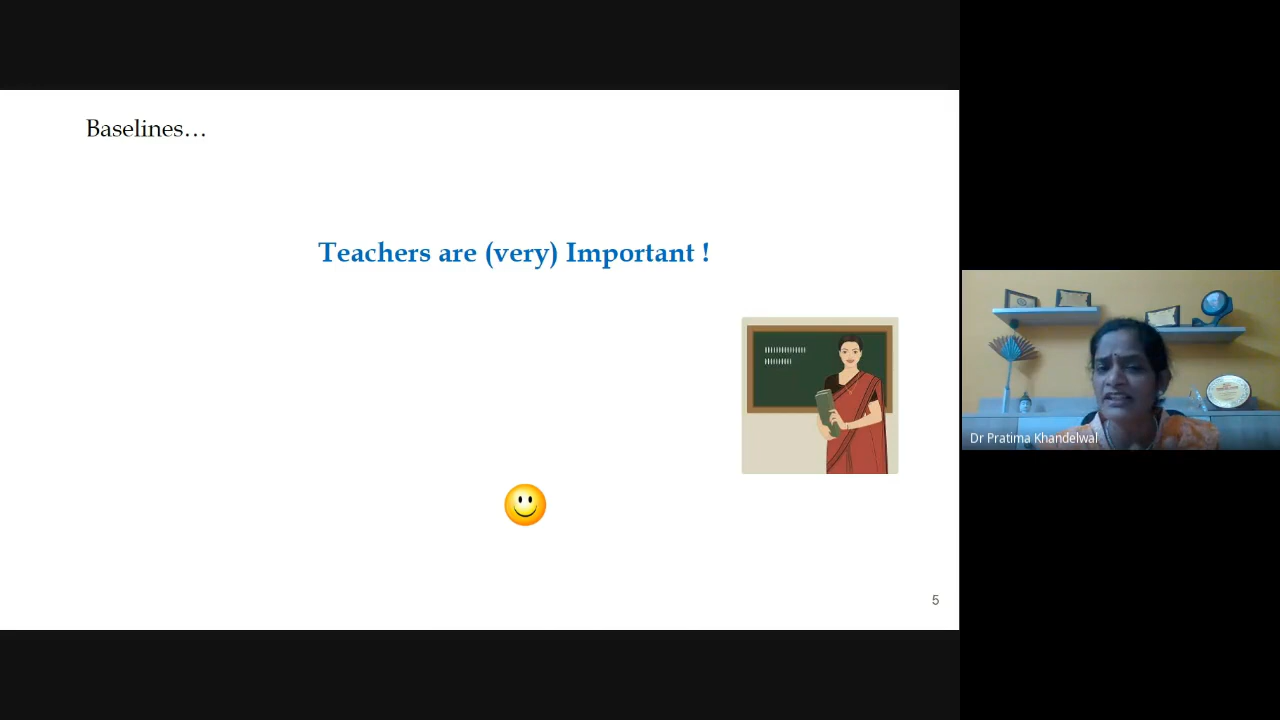 Baselines…
Teachers are (very) Important !
5
Dr Pratima Khandelwal